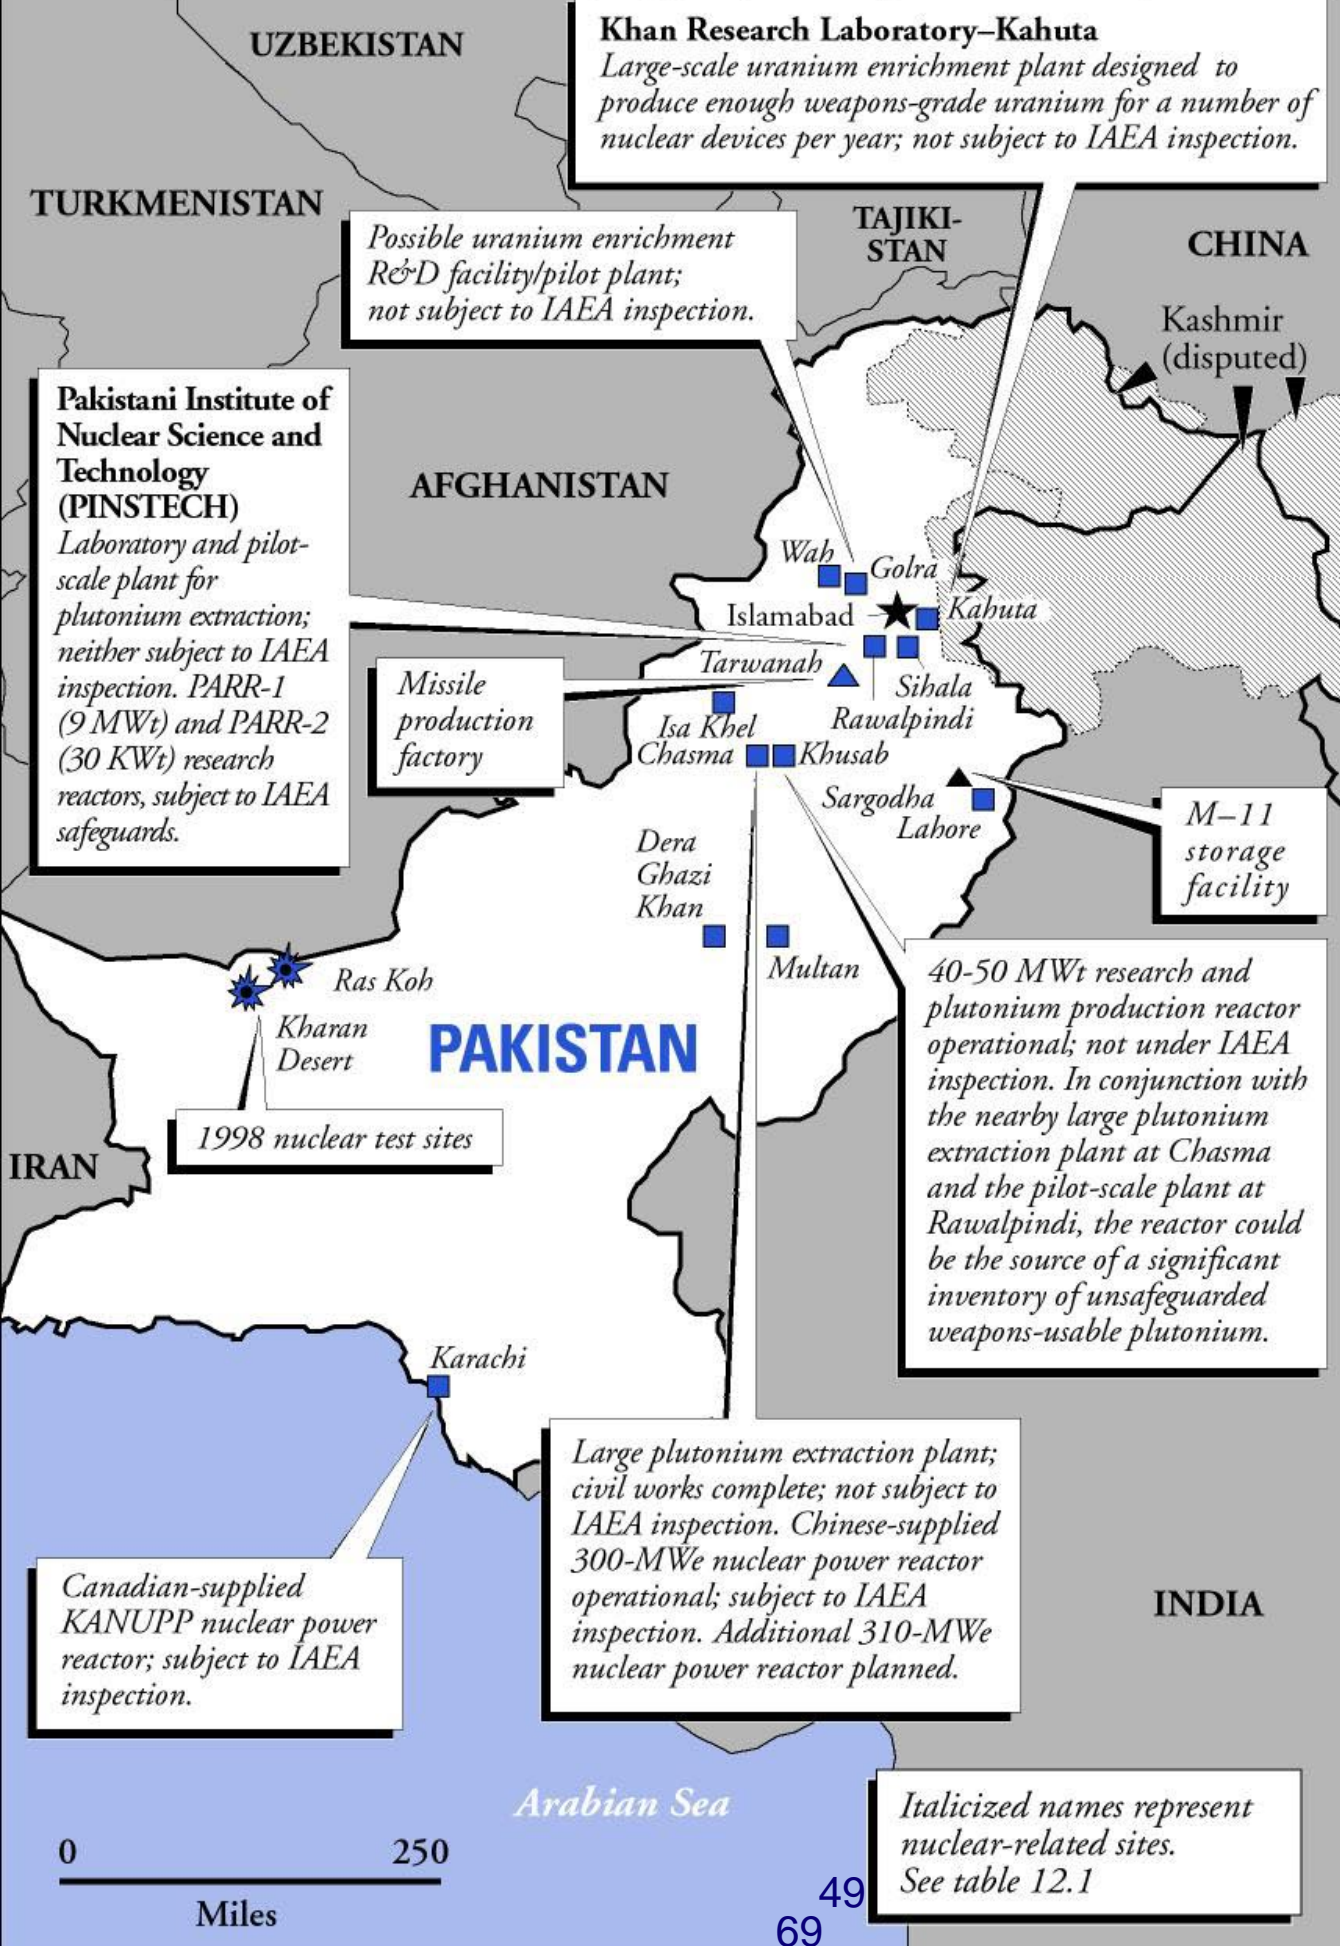 UZBEKISTAN
Khan Research Laboratory–Kahuta
Large-scale uranium enrichment plant designed to
produce enough weapons-grade uranium for a number of
nuclear devices per year; not subject to IAEA inspection.
TURKMENISTAN
TAJIKI-
STAN
CHINA
Possible uranium enrichment
R&D facility/pilot plant;
not subject to IAEA inspection.
Kashmir
(disputed)
Pakistani Institute of
Nuclear Science and
Technology
(PINSTECH)
Laboratory and pilot-
scale plant for
plutonium extraction;
neither subject to IAEA
inspection. PARR-1
(9 MWt) and PARR-2
(30 KWt) research
reactors, subject to IAEA
safeguards.
AFGHANISTAN
Wah
Golra
Islamabad
Kahuta
Tarwanah
Sihala
Rawalpindi
Missile
production
factory
Isa Khel
Chasma
Khusab
Sargodha
Lahore
M–11
storage
facility
Dera
Ghazi
Khan
Multan
Ras Koh
Kharan
Desert
PAKISTAN
1998 nuclear test sites
IRAN
40-50 MWt research and
plutonium production reactor
operational; not under IAEA
inspection. In conjunction with
the nearby large plutonium
extraction plant at Chasma
and the pilot-scale plant at
Rawalpindi, the reactor could
be the source of a significant
inventory of unsafeguarded
weapons-usable plutonium.
Karachi
Large plutonium extraction plant;
civil works complete; not subject to
IAEA inspection. Chinese-supplied
300-MWe nuclear power reactor
operational; subject to IAEA
inspection. Additional 310-MWe
nuclear power reactor planned.
Canadian-supplied
KANUPP nuclear power
reactor; subject to IAEA
inspection.
INDIA
Arabian Sea
Italicized names represent
nuclear-related sites.
See table 12.1
0 250
Miles
49
69